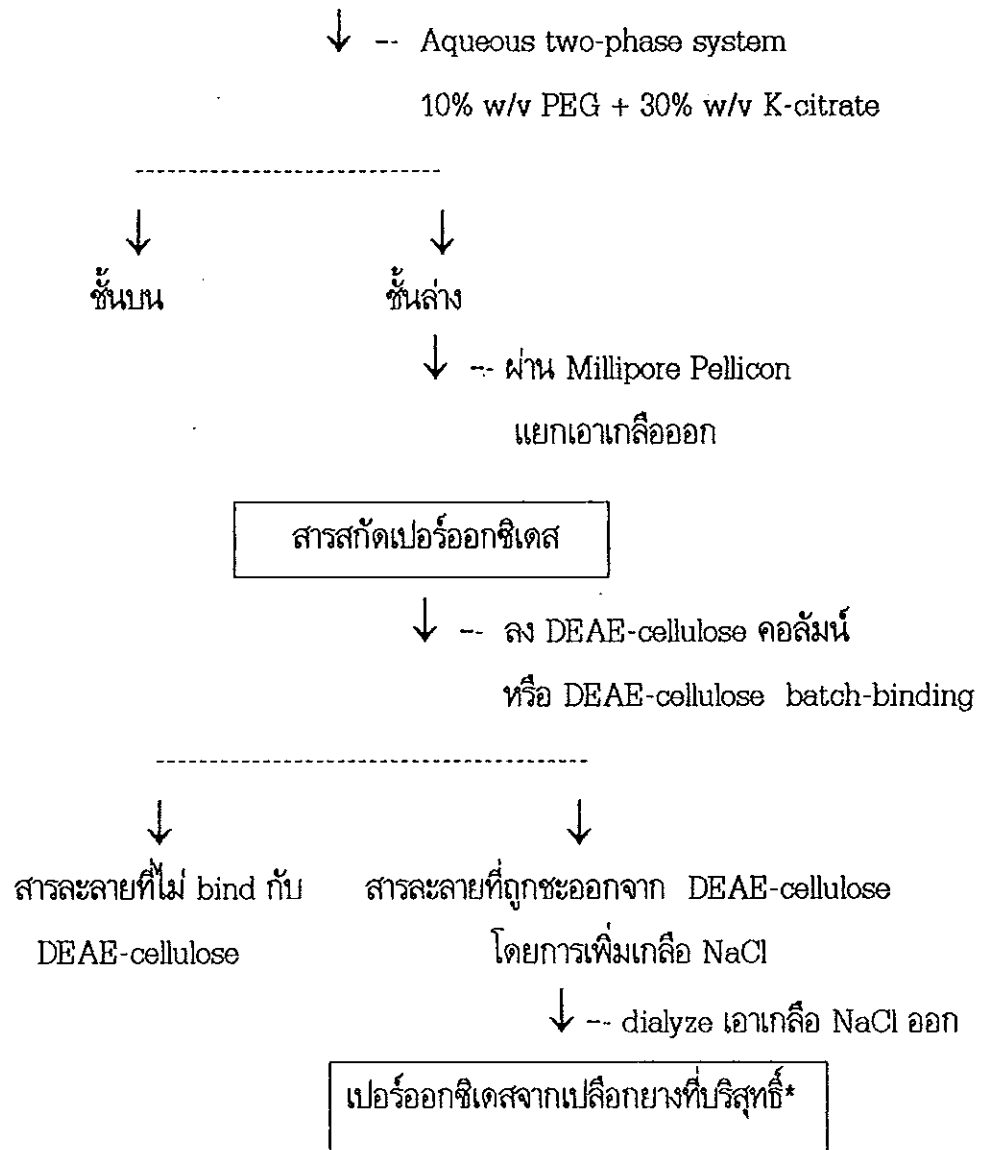 ↓ -- Aqueous two-phase system
10% w/v PEG + 30% w/v K-citrate
↓ ↓
ชั้นบน ชั้นล่าง
↓ -- ผ่าน Millipore Pellicon
แยกเอาเกลือออก
สารสกัดเปอร์ออกซิเดส
↓ -- ลง DEAE-cellulose คอลัมน์
หรือ DEAE-cellulose batch-binding
↓ ↓
สารละลายที่ไม่ bind กับ สารละลายที่ถูกชะออกจาก DEAE-cellulose
DEAE-cellulose โดยการเพิ่มเกลือ NaCl
↓ -- dialyze เอาเกลือ NaCl ออก
เปอร์ออกซิเดสจากเปลือกยางที่บริสุทธิ์*